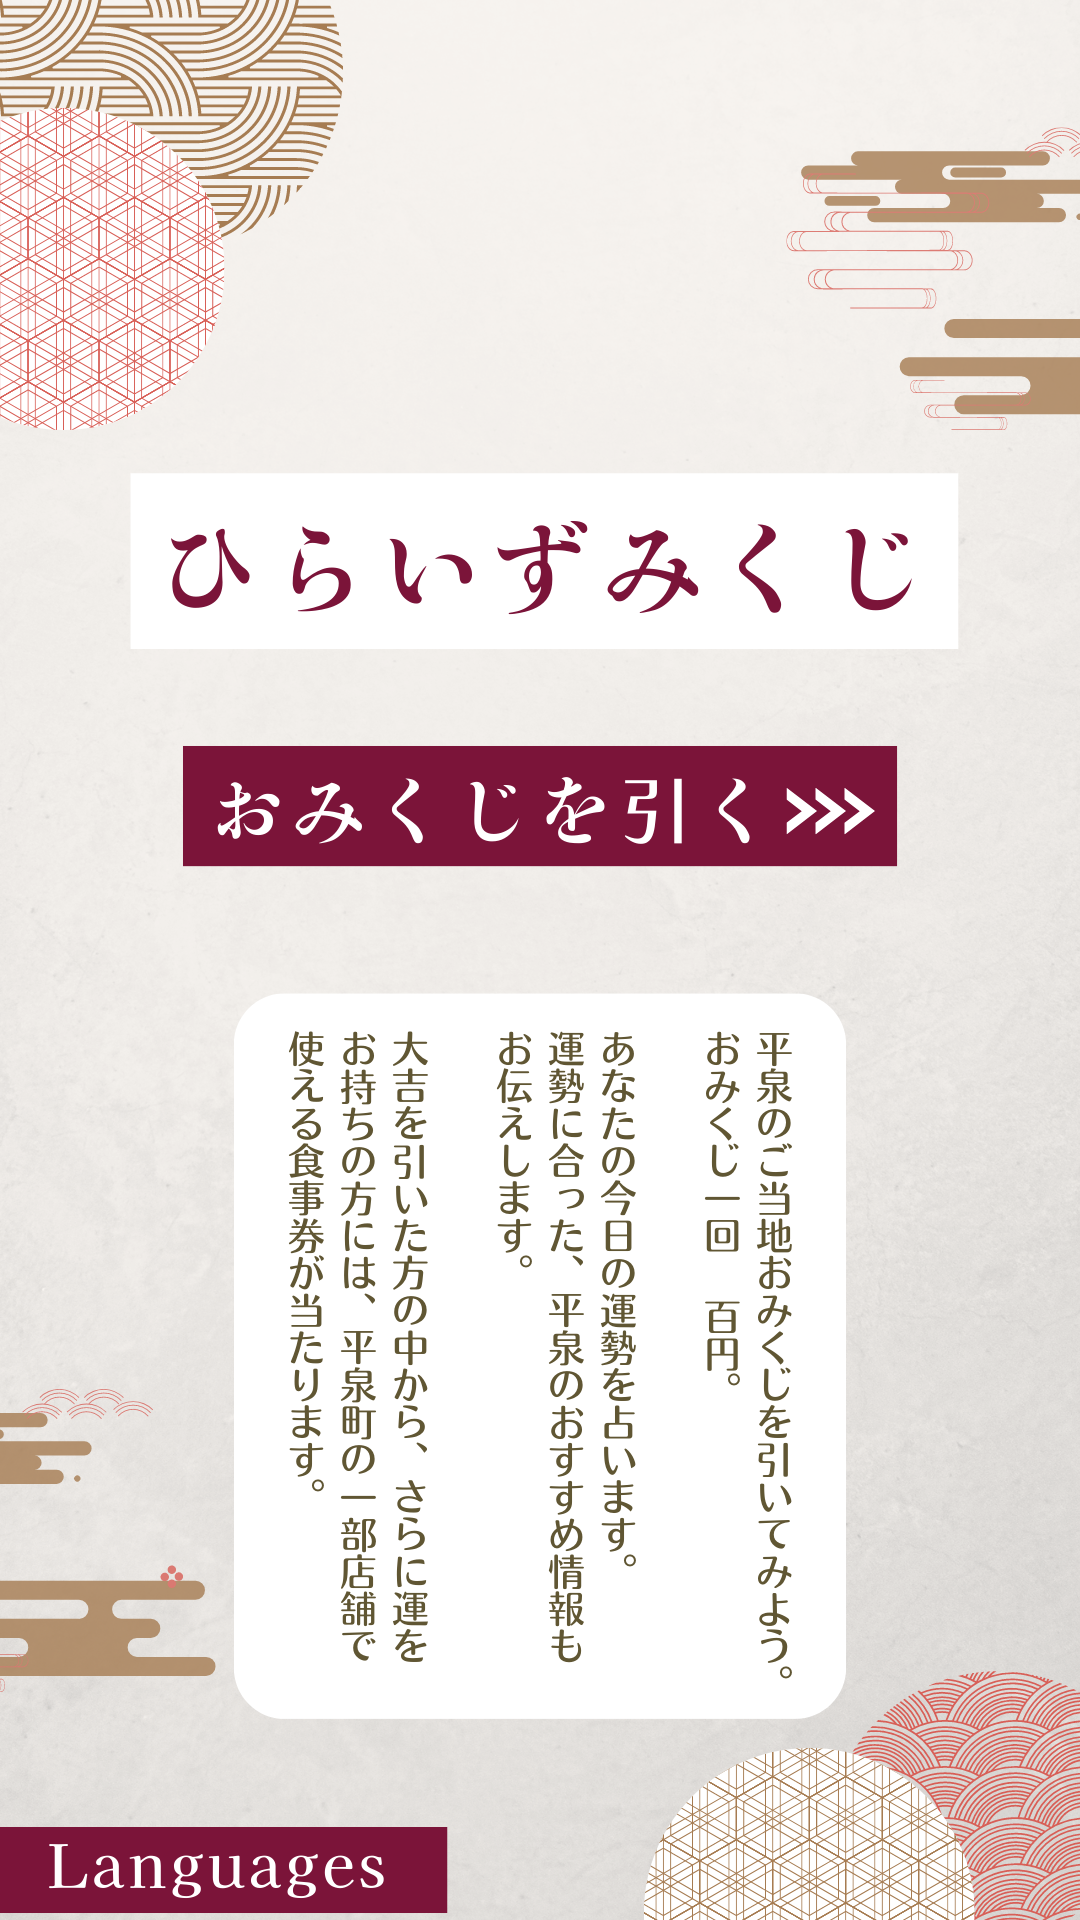 ひらいずみくじ
おみくじを引く
平泉のご当地おみくじを引いてみよう。
おみくじ一回　百円。
あなたの今日の運勢を占います。
運勢に合った、平泉のおすすめ情報も
お伝えします。
大吉を引いた方の中から、さらに運を
お持ちの方には、平泉町の一部店舗で
使える食事券が当たります。
Languages